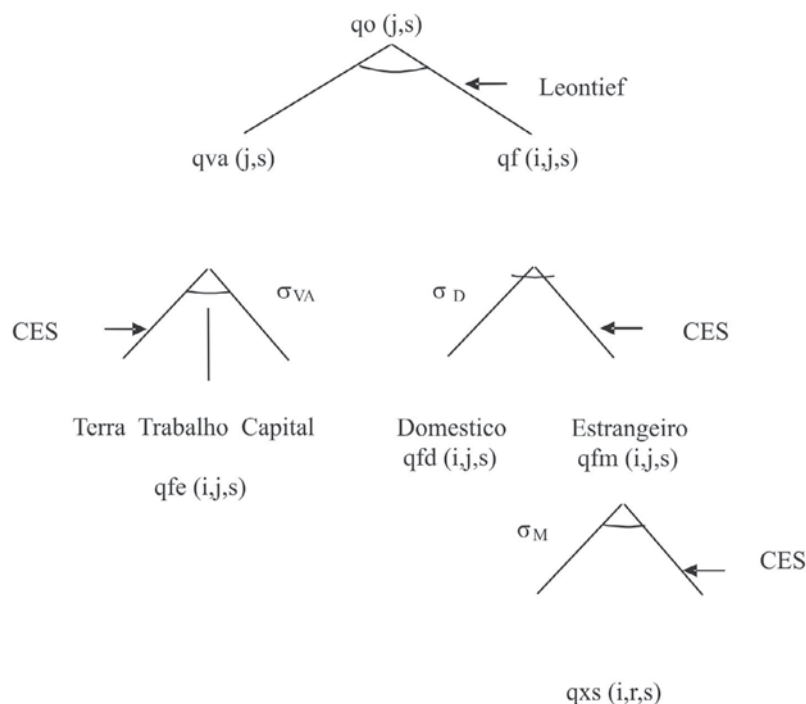 qo (j,s)
Leontief
qva (j,s)
qf (i,j,s)
σVA
σ D
CES
CES
Terra Trabalho Capital
Domestico
Estrangeiro
qfe (i,j,s)
qfd (i,j,s)
qfm (i,j,s)
σM
CES
qxs (i,r,s)